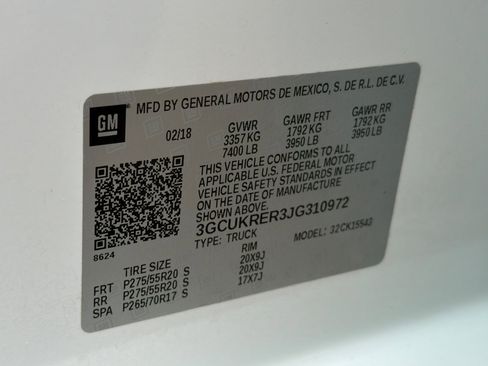 GM
MFD BY GENERAL MOTORS DE MEXICO, S. DE R.L. DE C.V.
02/18 GVWR GAWR FRT GAWR RR
3357 KG 1792 KG 1792 KG
7400 LB 3950 LB 3950 LB
THIS VEHICLE CONFORMS TO ALL
APPLICABLE U.S. FEDERAL MOTOR
VEHICLE SAFETY STANDARDS IN EFFECT
ON THE DATE OF MANUFACTURE
SHOWN ABOVE.
3GCUKRER3JG310972
TYPE: TRUCK MODEL: 32CK15543
8624
TIRE SIZE RIM
FRT P275/55R20 S 20X9J
RR P275/55R20 S 20X9J
SPA P265/70R17 S 17X7J